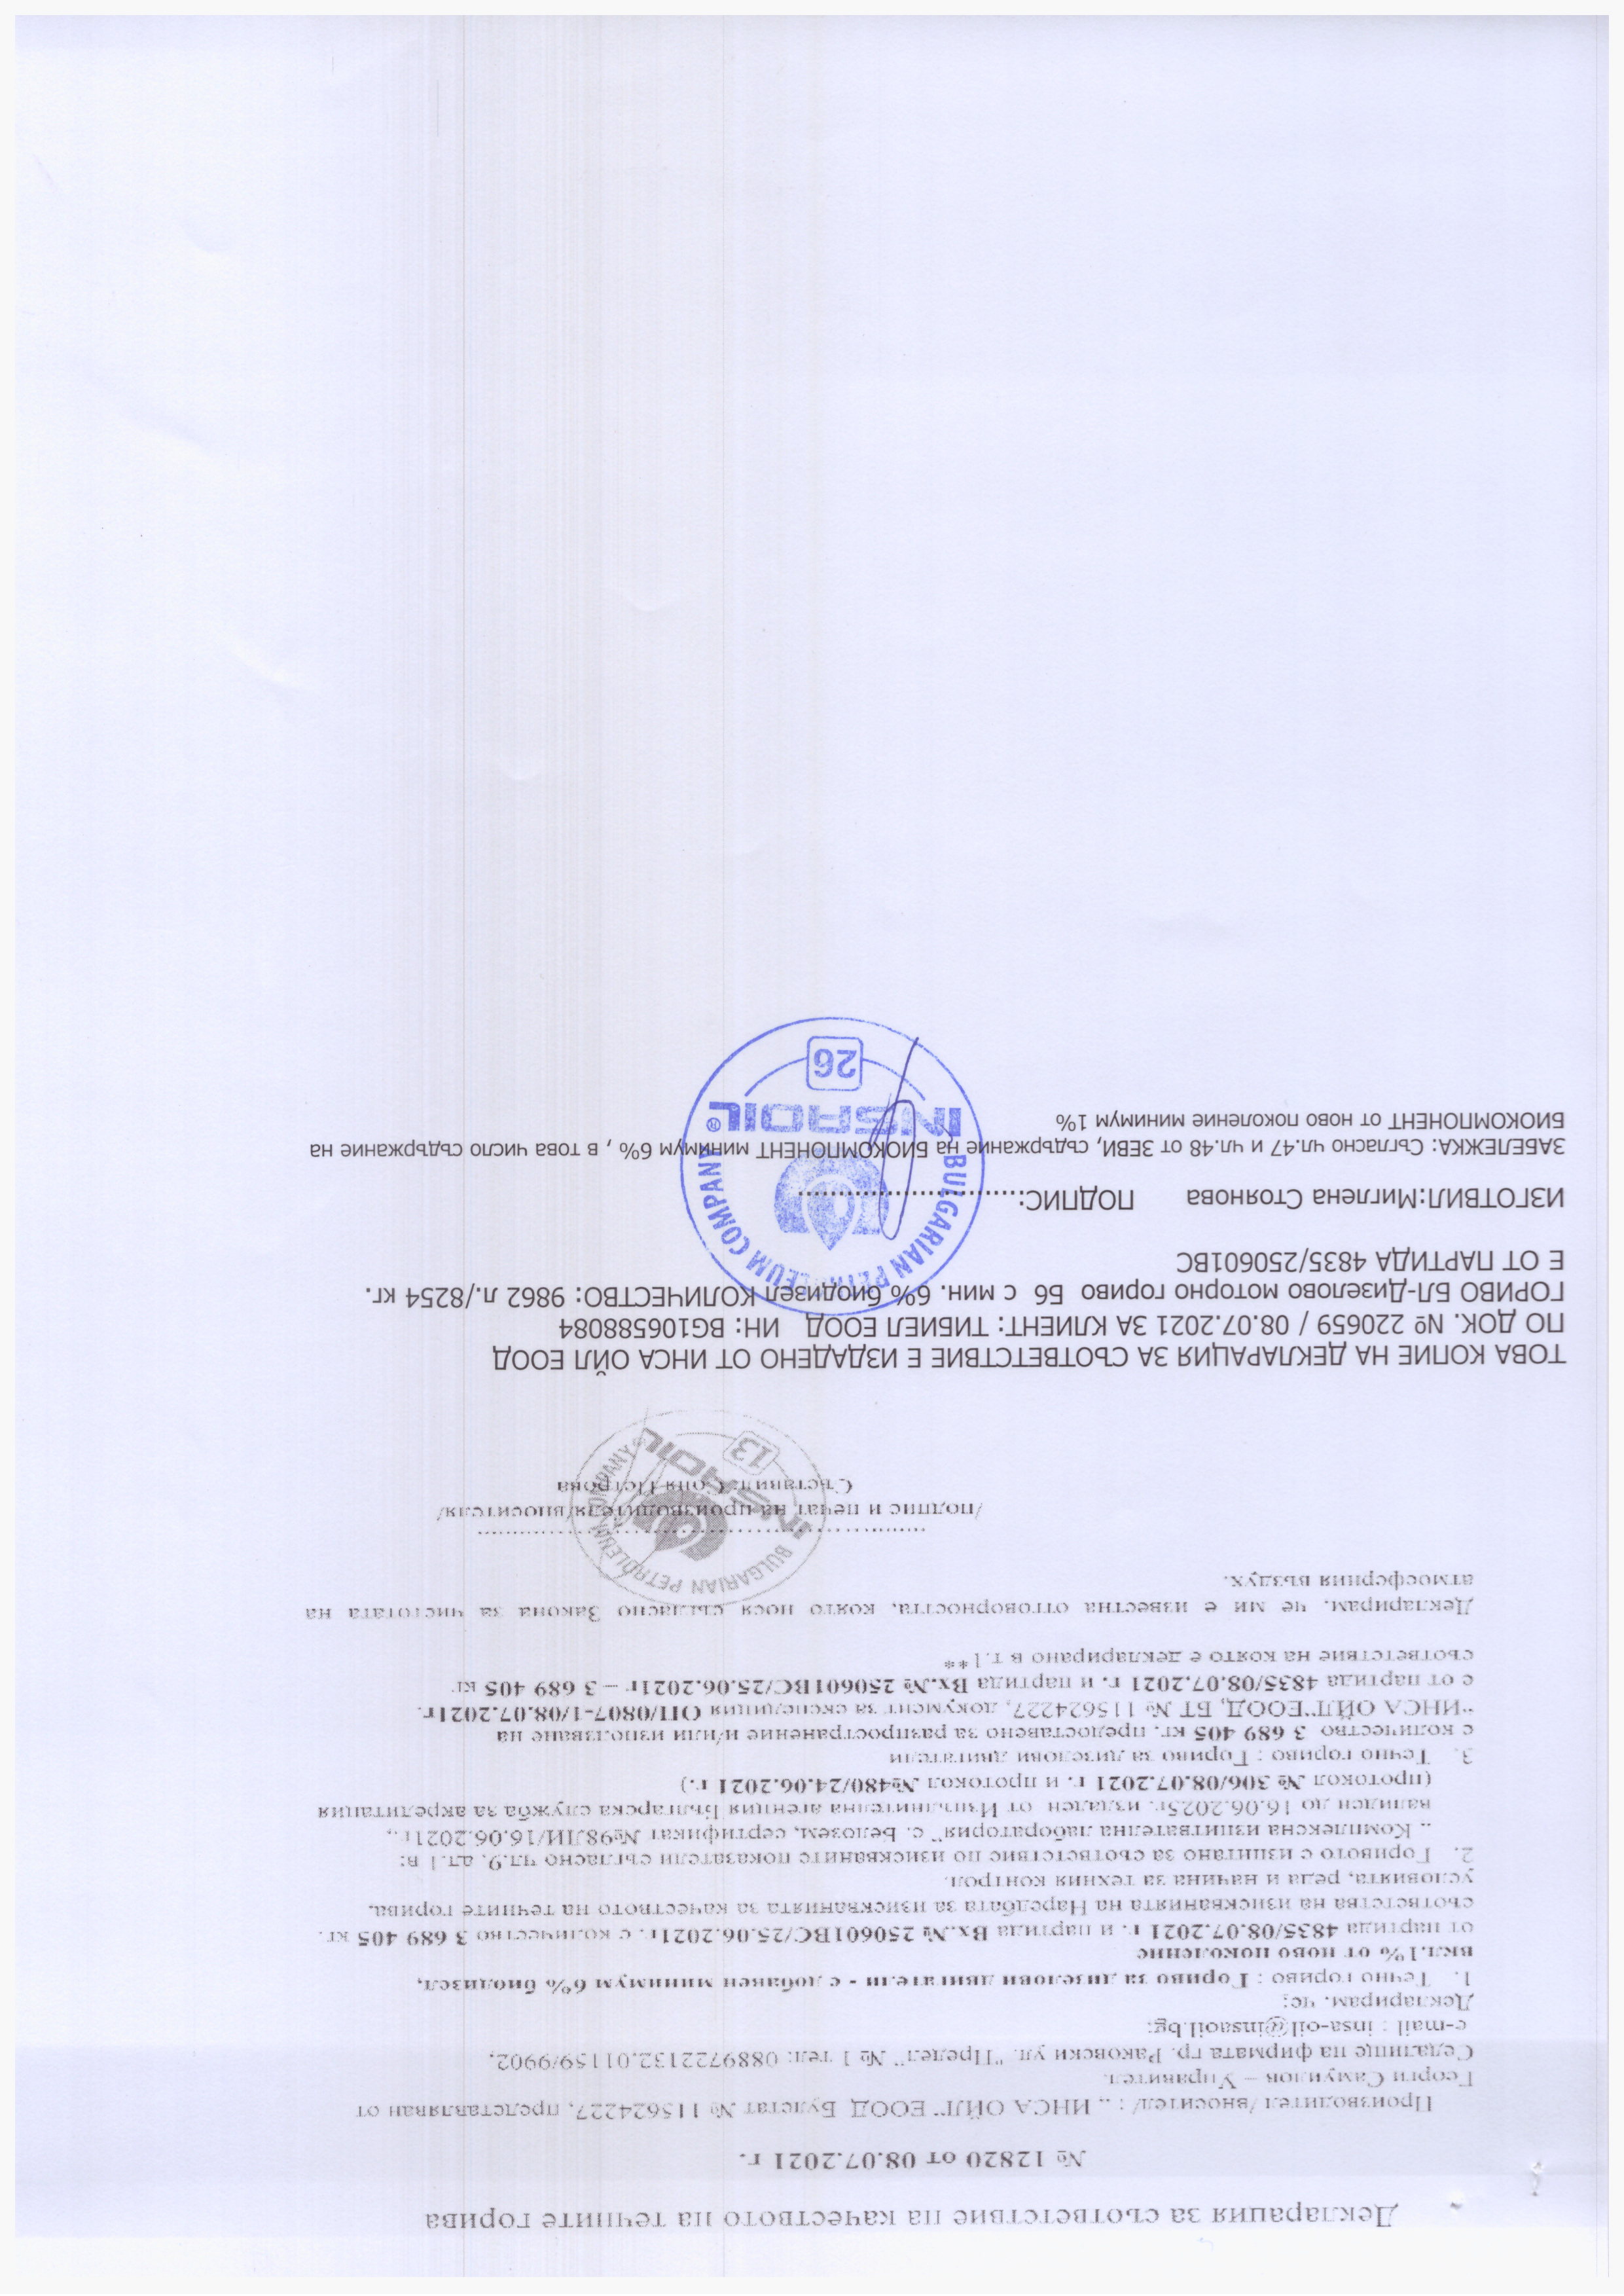 Декларация за съответствие на качеството на течните горива
№ 12820 от 08.07.2021 г.
Производител /вносител/ : „ ИНСА ОЙЛ" ЕООД Булстат № 115624227, представляван от
Георги Самуилов – Управител
Седалище на фирмата гр. Раковски ул. "Прелез" № 1 тел: 0889722132,01159/9902,
e-mail : insa-oil@insaoil.bg;
Декларирам, че:
1. Течно гориво : Гориво за дизелови двигатели - с добавен минимум 6% биодизел,
вкл.1% от ново поколение
от партида 4835/08.07.2021 г. и партида Вх.№ 250601ВС/25.06.2021г. с количество 3 689 405 кг.
съответства на изискванията на Наредбата за изискванията за качеството на течните горива,
условията, реда и начина за техния контрол.
2. Горивото е изпитано за съответствие по изискваните показатели съгласно чл.9, ал.1 в:
„ Комплексна изпитвателна лаборатория" с. Белозем, сертификат №98ЛИ/16.06.2021г.,
валиден до 16.06.2025г. издаден от Изпълнителна агенция Българска служба за акредитация
(протокол № 306/08.07.2021 г. и протокол №480/24.06.2021 г.)
3. Течно гориво : Гориво за дизелови двигатели
с количество 3 689 405 кг. предоставено за разпространение и/или използване на
"ИНСА ОЙЛ"ЕООД, БТ № 115624227, документ за експедиция ОП/0807-1/08.07.2021г.
е от партида 4835/08.07.2021 г. и партида Вх.№ 250601ВС/25.06.2021г – 3 689 405 кг
съответствие на която е декларирано в т.1**
Декларирам, че ми е известна отговорността, която нося съгласно Закона за чистотата на
атмосферния въздух.
/подпис и печат на производителя/вносителя/
Съставил: Соня Петрова
BULGARIAN PETROLEUM COMPANY
INSAOIL
13
ТОВА КОПИЕ НА ДЕКЛАРАЦИЯ ЗА СЪОТВЕТСТВИЕ Е ИЗДАДЕНО ОТ ИНСА ОЙЛ ЕООД
ПО ДОК. № 220659 / 08.07.2021 ЗА КЛИЕНТ: ТИБИЕЛ ЕООД ИН: BG106588084
ГОРИВО БЛ-Дизелово моторно гориво Б6 с мин. 6% биодизел КОЛИЧЕСТВО: 9862 л./8254 кг.
Е ОТ ПАРТИДА 4835/250601ВС
ИЗГОТВИЛ:Миглена Стоянова ПОДПИС:..............................
ЗАБЕЛЕЖКА: Съгласно чл.47 и чл.48 от ЗЕВИ, съдържание на БИОКОМПОНЕНТ минимум 6% , в това число съдържание на
БИОКОМПОНЕНТ от ново поколение минимум 1%
BULGARIAN PETROLEUM COMPANY
INSAOIL®
26